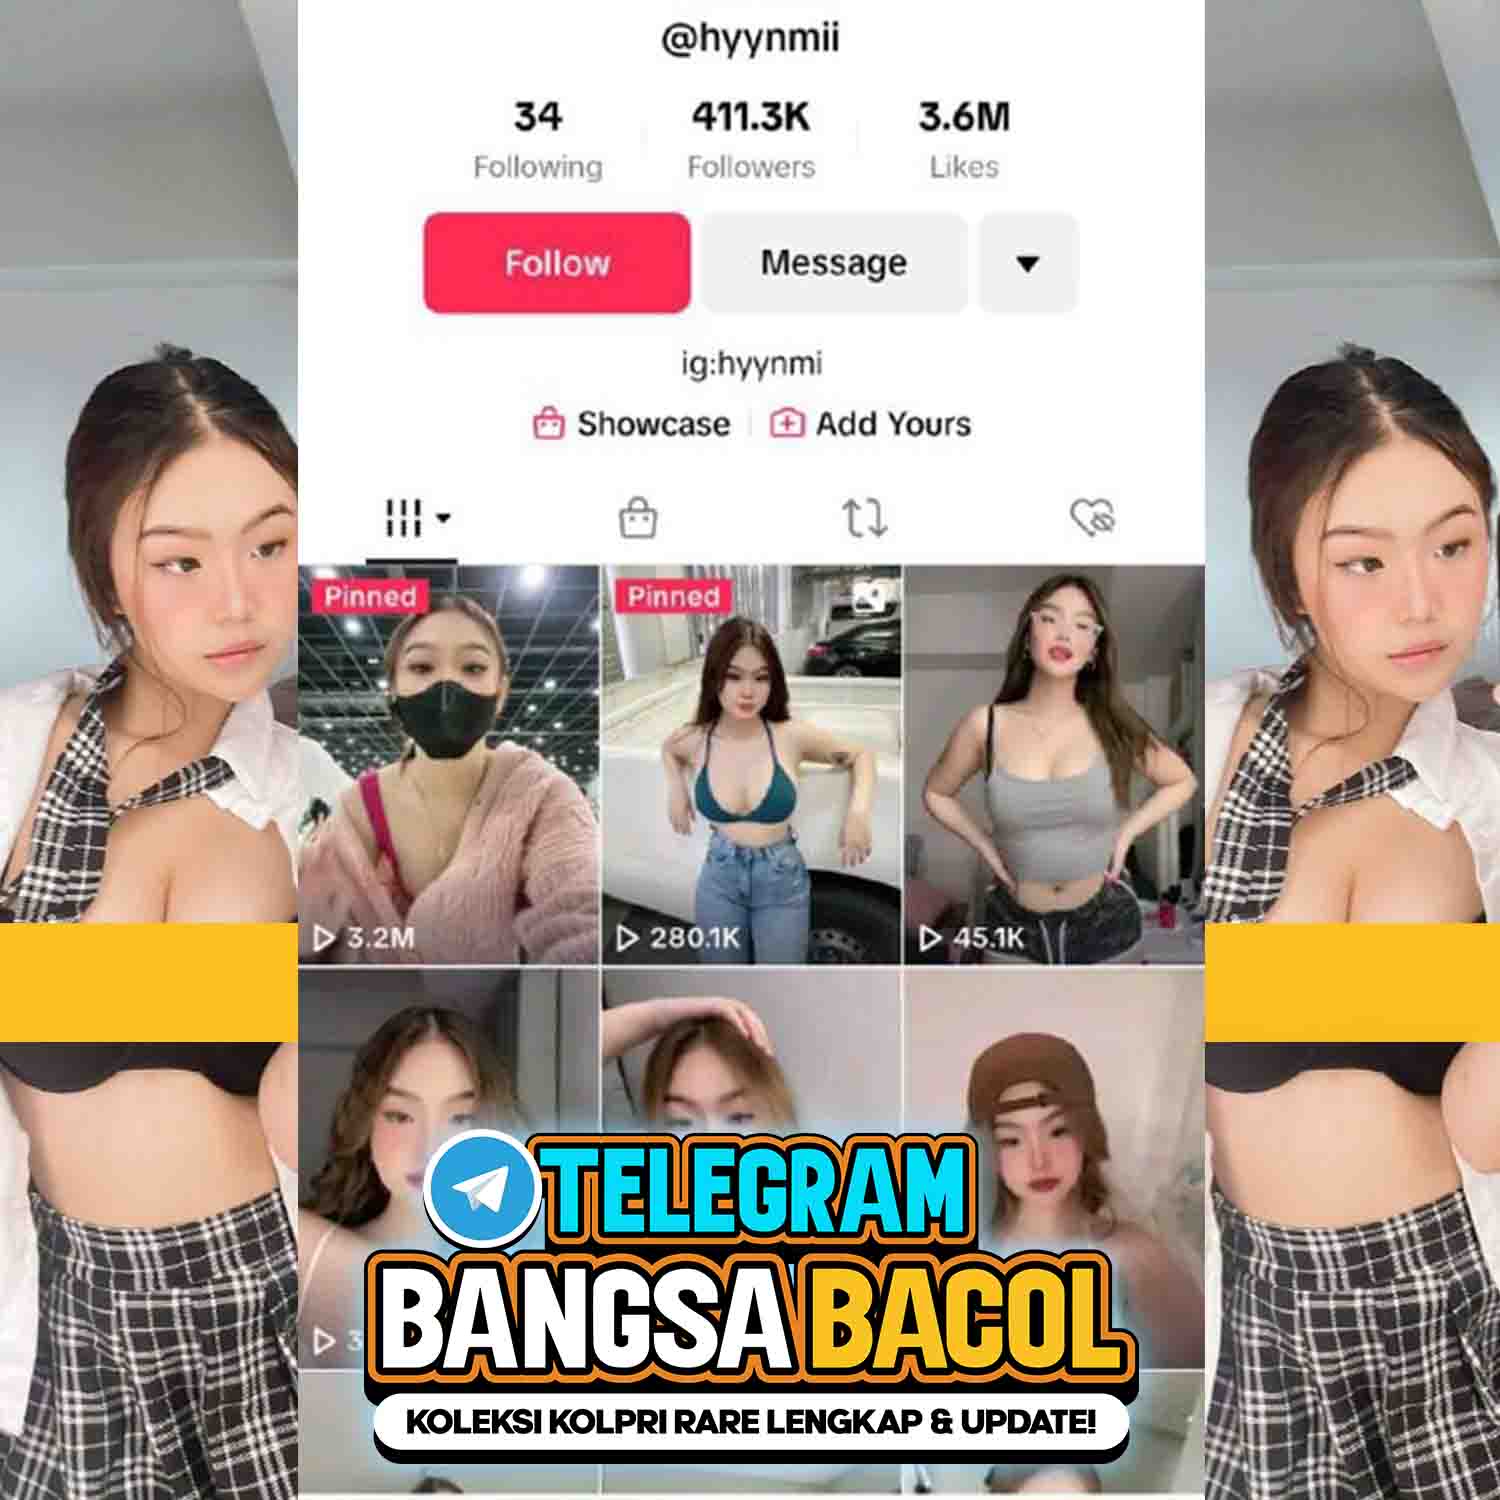 @hyynmii
34 411.3K 3.6M
Following Followers Likes
Follow Message
ig:hyynmi
Showcase Add Yours
Pinned Pinned
3.2M 280.1K 45.1K
TELEGRAM
3
BANGSA BACOL
KOLEKSI KOLPRI RARE LENGKAP & UPDATE!